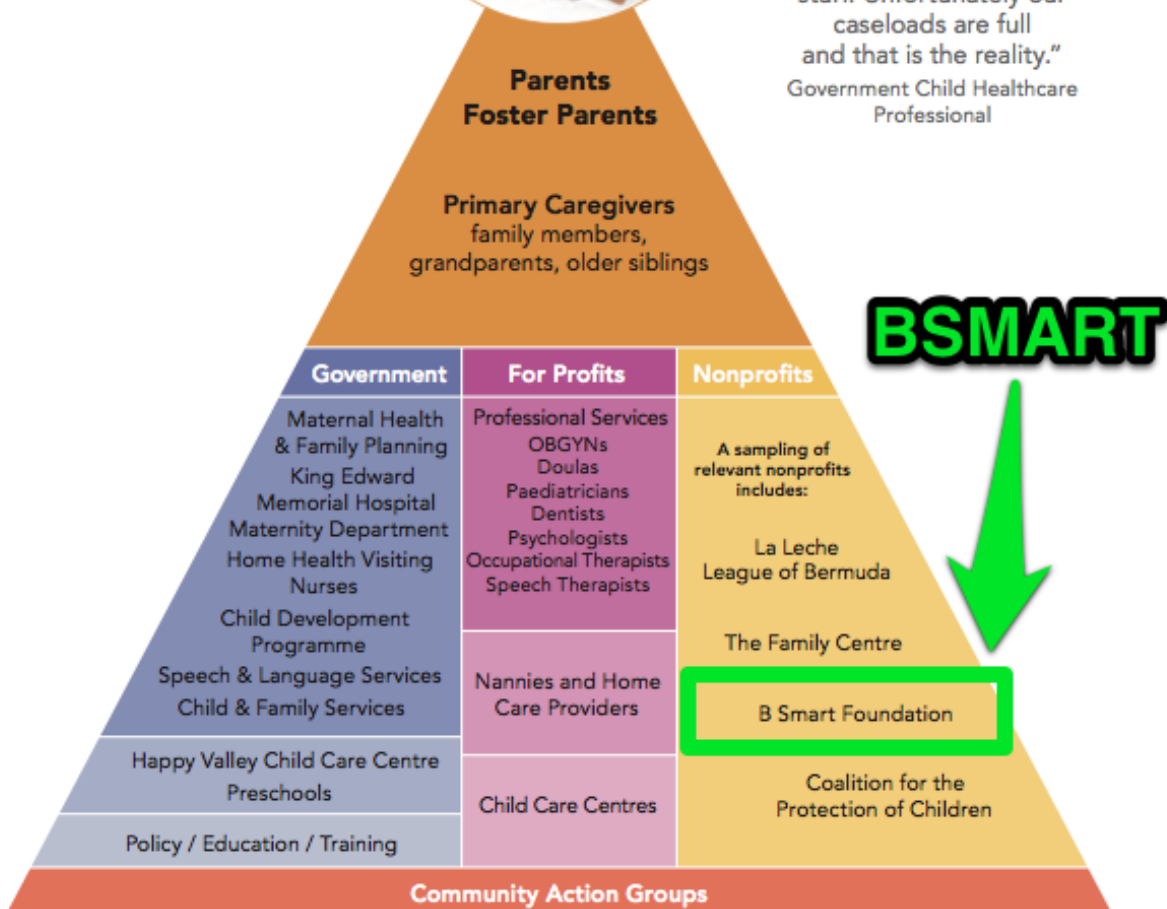 caseloads are full
and that is the reality."
Government Child Healthcare
Professional
Parents
Foster Parents
Primary Caregivers
family members,
grandparents, older siblings
BSMART
Government
Maternal Health
& Family Planning
King Edward
Memorial Hospital
Maternity Department
Home Health Visiting
Nurses
Child Development
Programme
Speech & Language Services
Child & Family Services
Happy Valley Child Care Centre
Preschools
Policy / Education / Training
For Profits
Professional Services
OBGYNs
Doulas
Paediatricians
Dentists
Psychologists
Occupational Therapists
Speech Therapists
Nannies and Home
Care Providers
Child Care Centres
Nonprofits
A sampling of
relevant nonprofits
includes:
La Leche
League of Bermuda
The Family Centre
B Smart Foundation
Coalition for the
Protection of Children
Community Action Groups